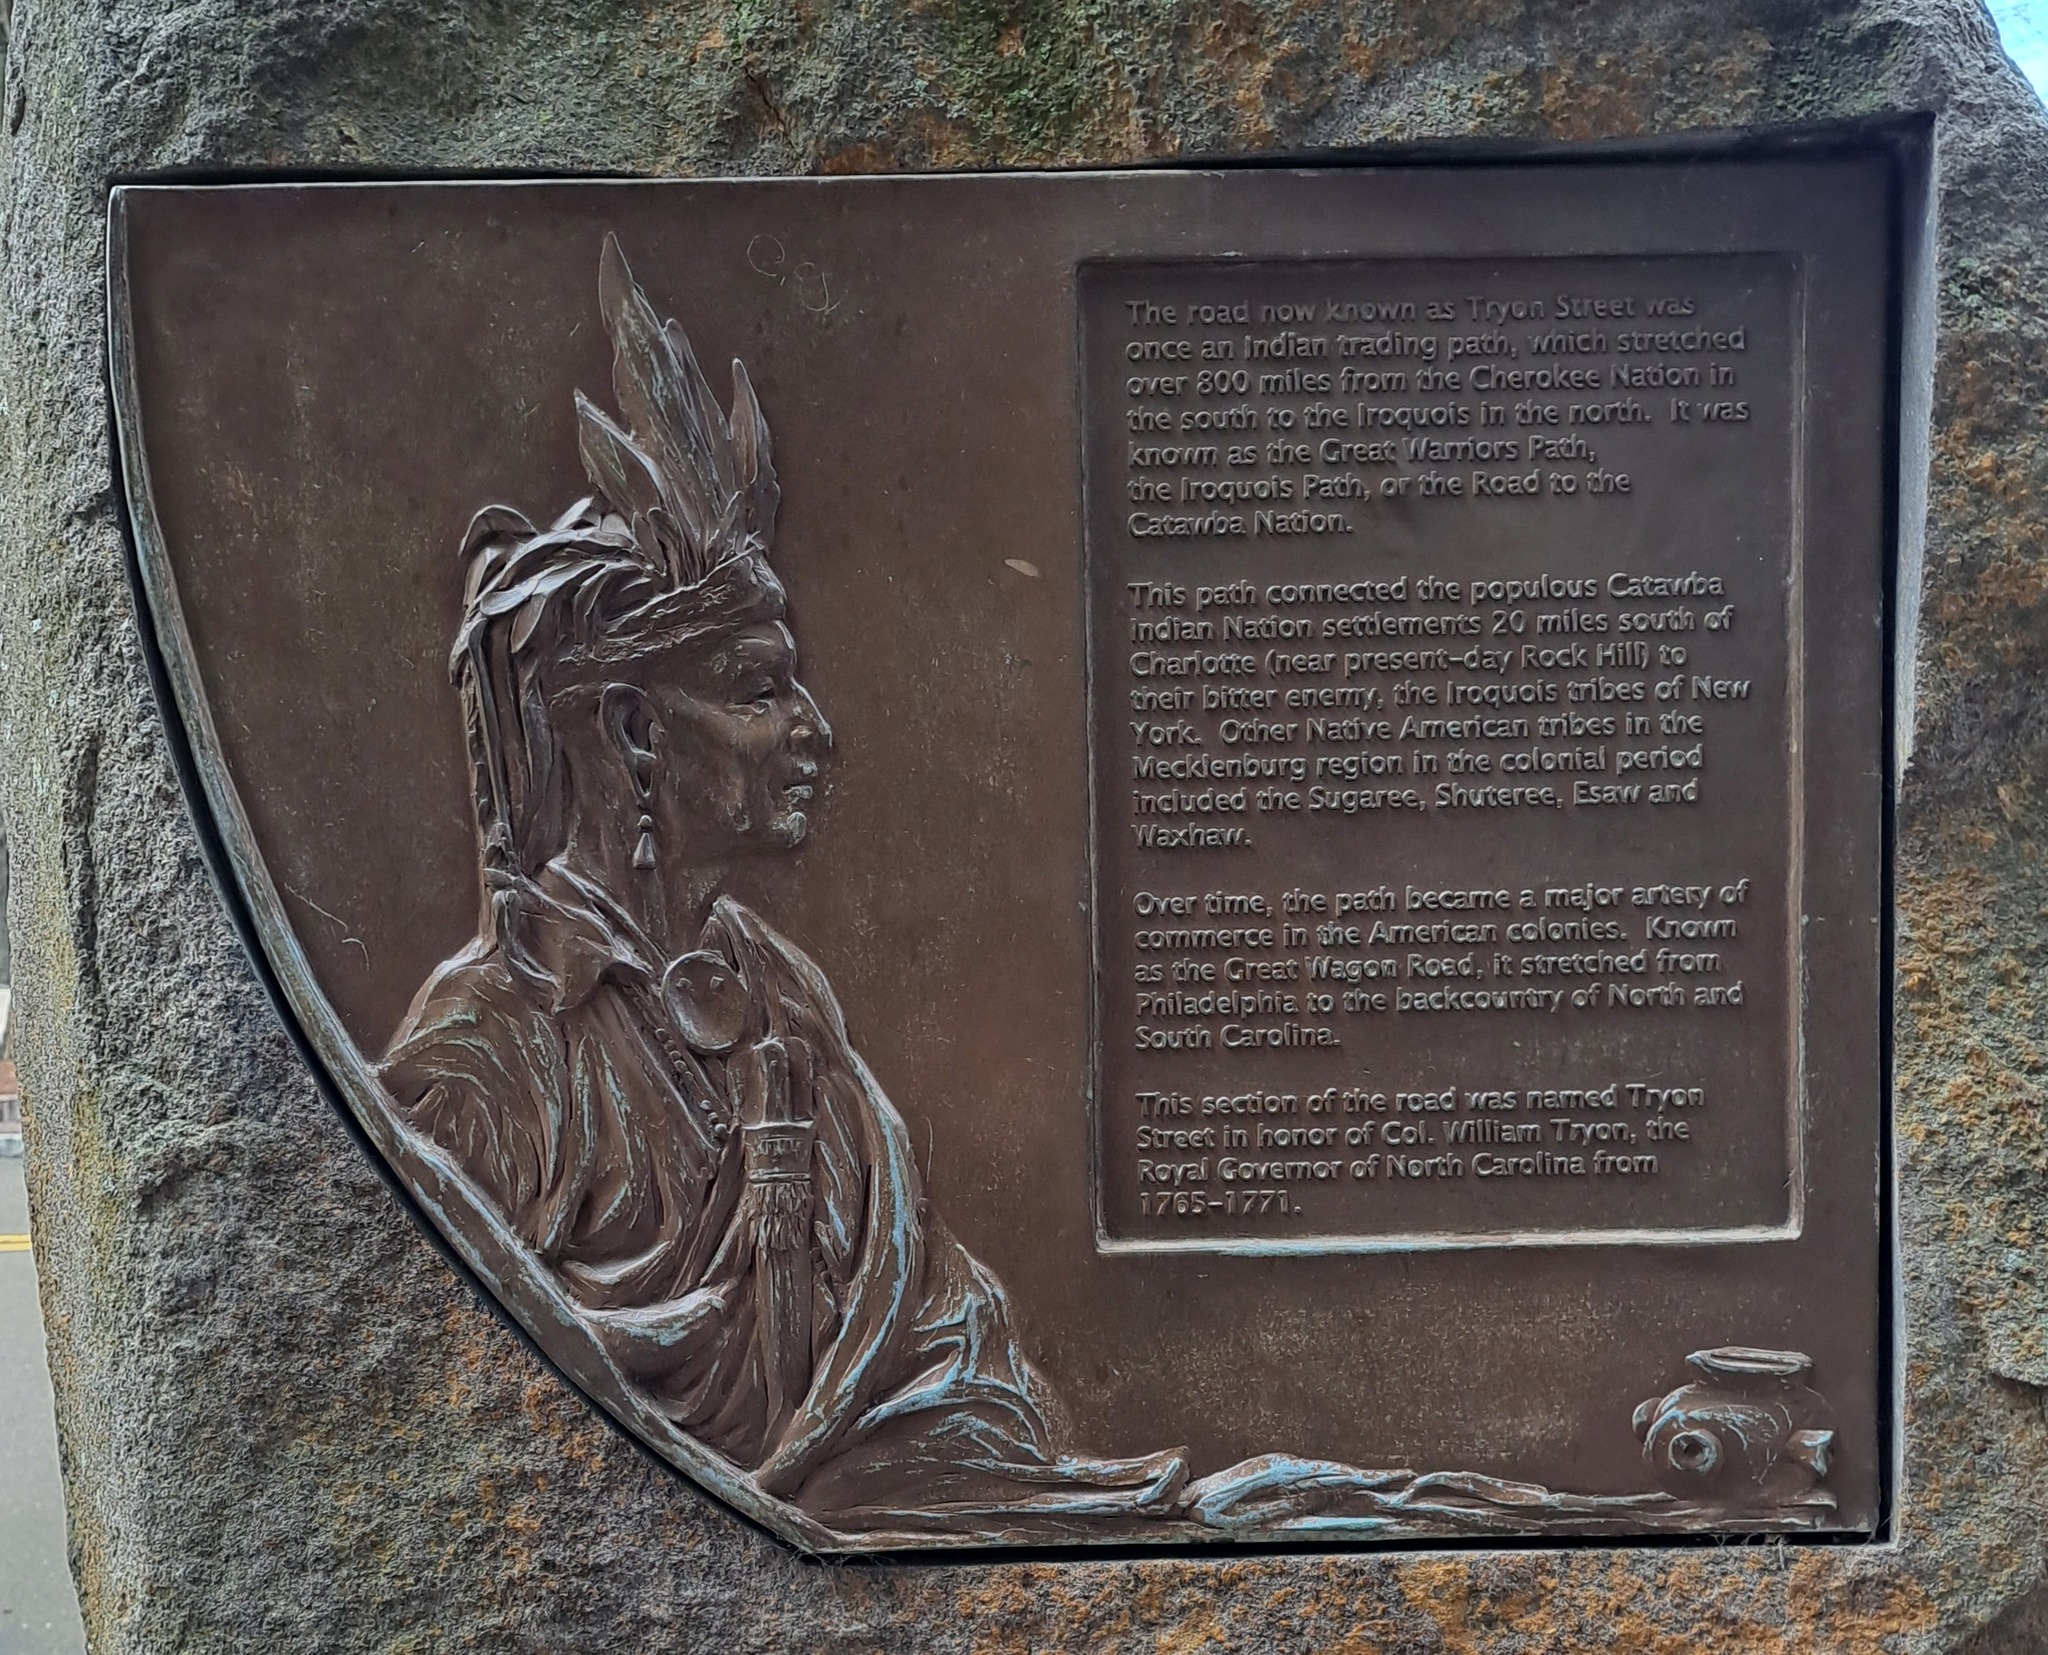 The road now known as Tryon Street was
once an Indian trading path, which stretched
over 800 miles from the Cherokee Nation in
the south to the Iroquois in the north. It was
known as the Great Warriors Path,
the Iroquois Path, or the Road to the
Catawba Nation.
This path connected the populous Catawba
Indian Nation settlements 20 miles south of
Charlotte (near present-day Rock Hill) to
their bitter enemy, the Iroquois tribes of New
York. Other Native American tribes in the
Mecklenburg region in the colonial period
included the Sugaree, Shuteree, Esaw and
Waxhaw.
Over time, the path became a major artery of
commerce in the American colonies. Known
as the Great Wagon Road, it stretched from
Philadelphia to the backcountry of North and
South Carolina.
This section of the road was named Tryon
Street in honor of Col. William Tryon, the
Royal Governor of North Carolina from
1765-1771.